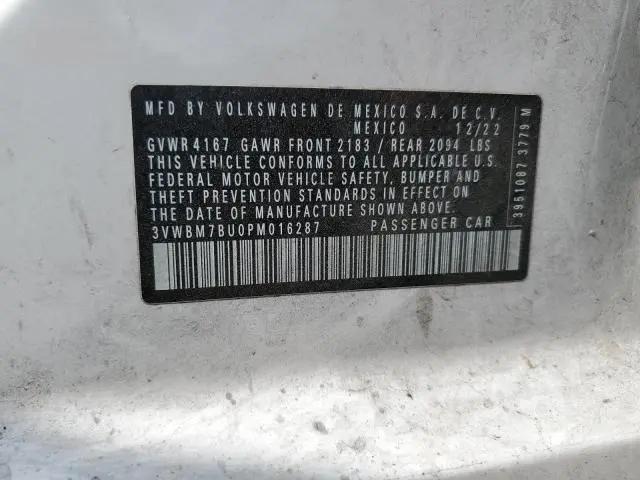 MFD BY VOLKSWAGEN DE MEXICO S.A. DE C.V.
MEXICO 12/22
GVWR 4167 GAWR FRONT 2183 / REAR 2094 LBS
THIS VEHICLE CONFORMS TO ALL APPLICABLE U.S.
FEDERAL MOTOR VEHICLE SAFETY, BUMPER AND
THEFT PREVENTION STANDARDS IN EFFECT ON
THE DATE OF MANUFACTURE SHOWN ABOVE.
3VWBM7BU0PM016287 PASSENGER CAR
3951087 3779 M